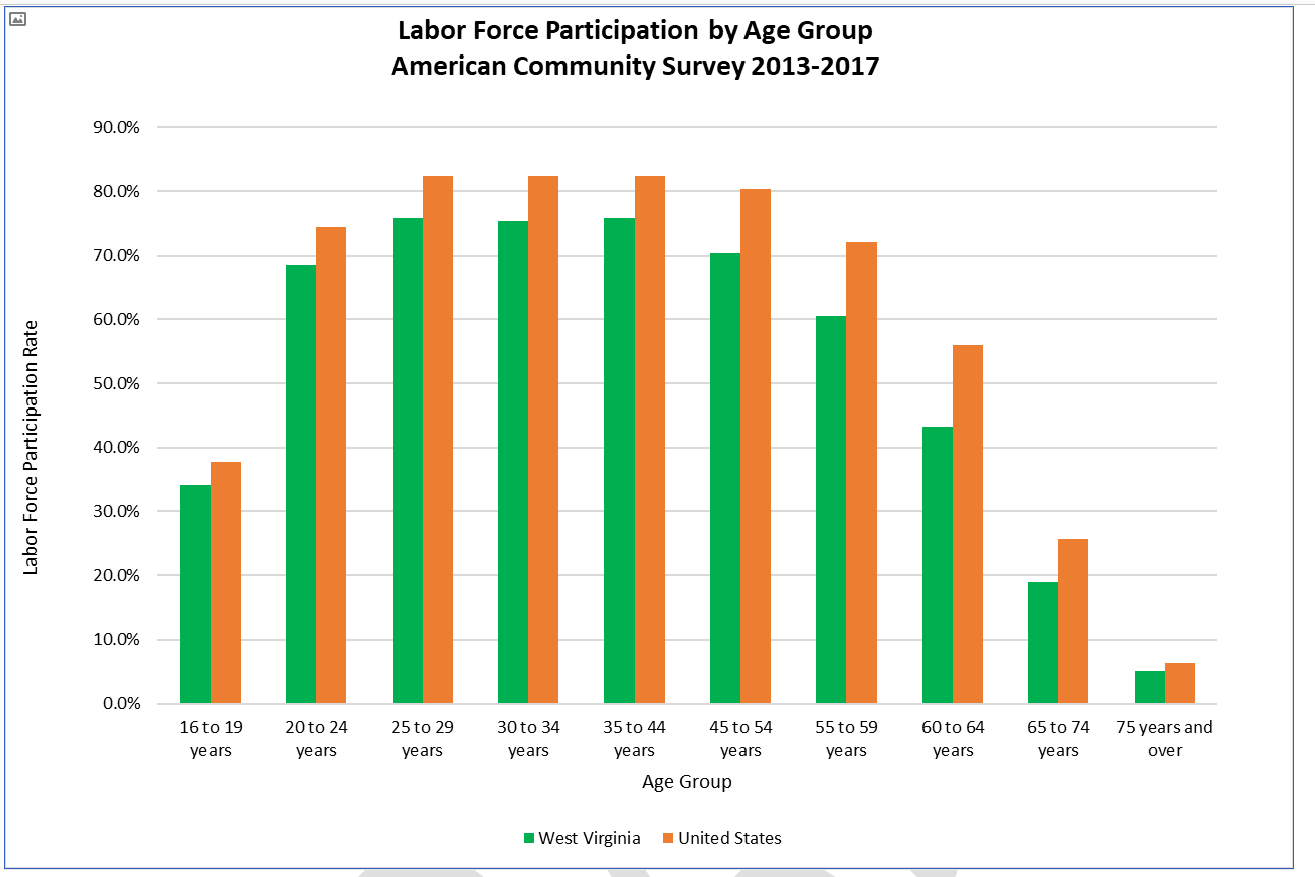 Labor Force Participation by Age Group
American Community Survey 2013-2017
90.0%
80.0%
70.0%
60.0%
50.0%
40.0%
30.0%
20.0%
10.0%
0.0%
Labor Force Participation Rate
16 to 19 years
20 to 24 years
25 to 29 years
30 to 34 years
35 to 44 years
45 to 54 years
55 to 59 years
60 to 64 years
65 to 74 years
75 years and over
Age Group
West Virginia
United States